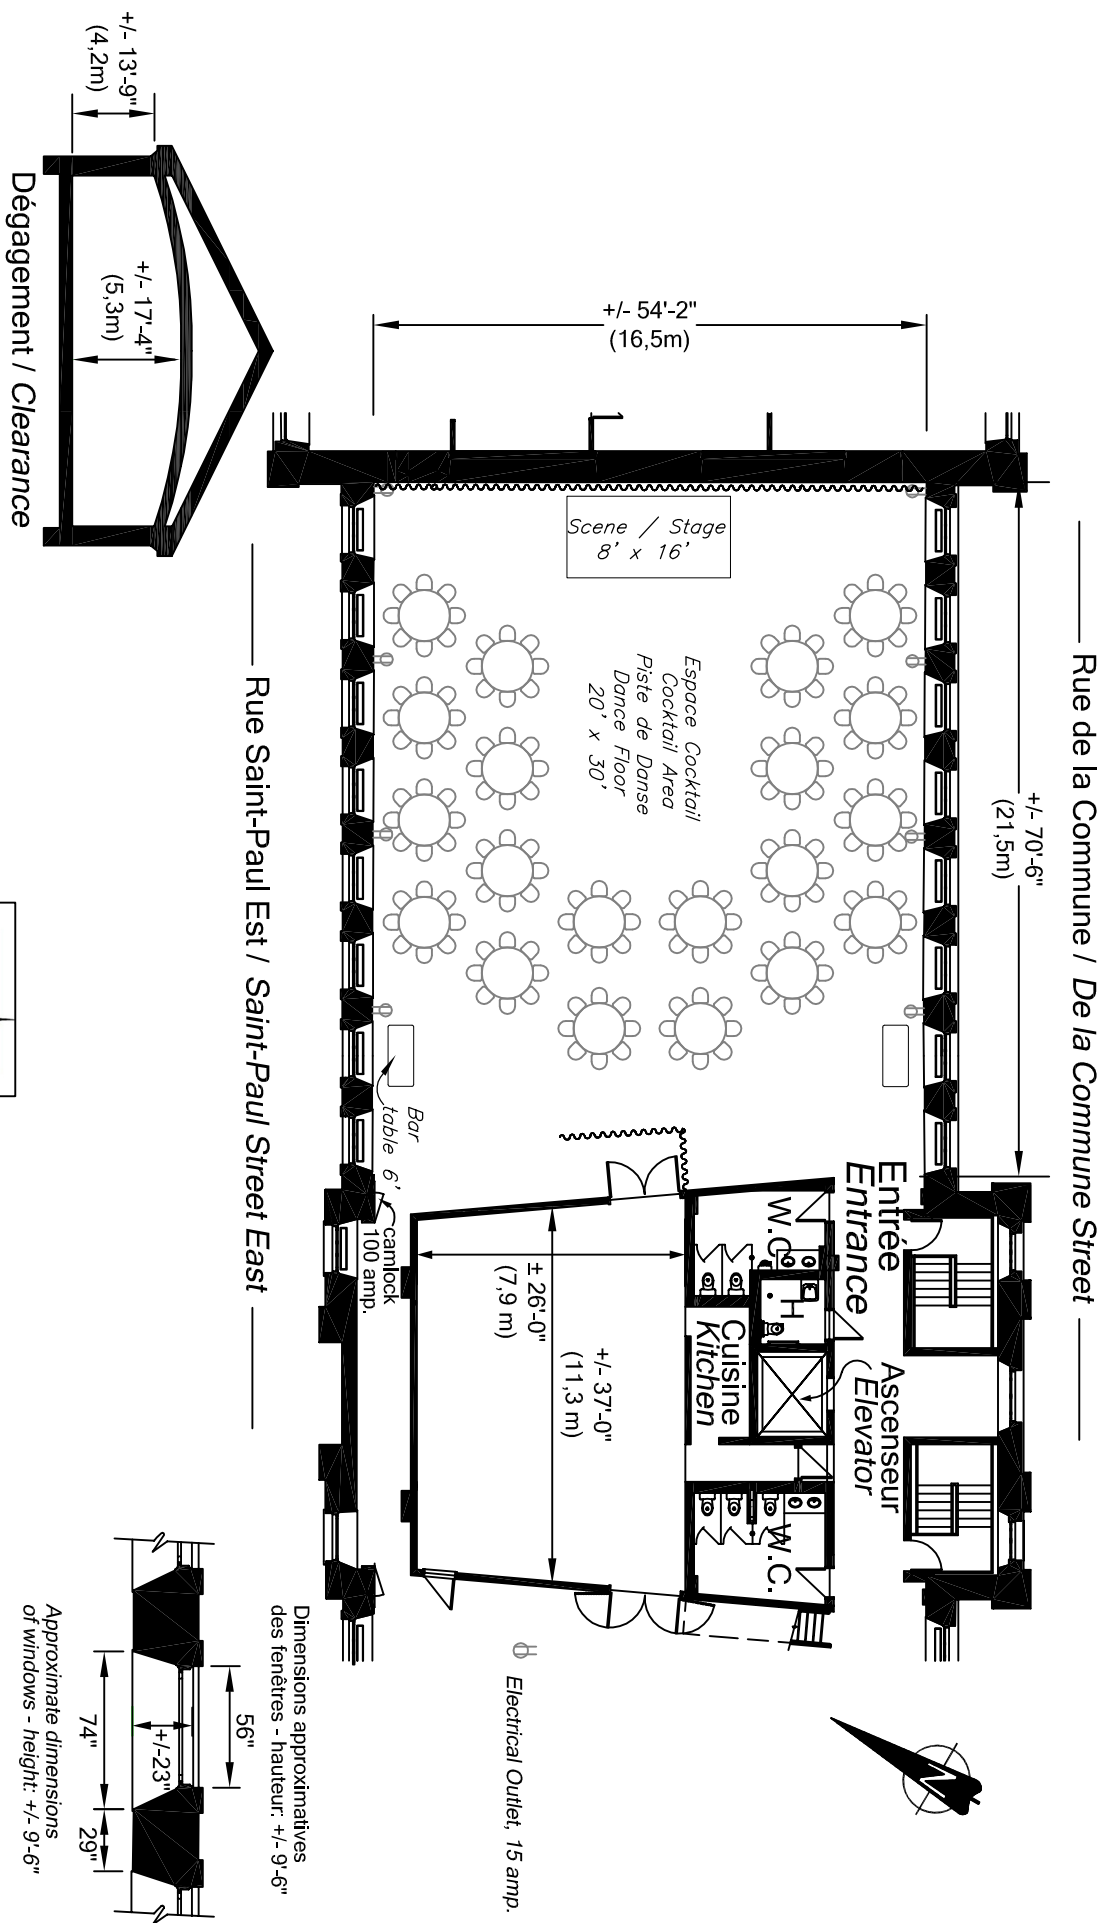 Rue de la Commune / De la Commune Street
+/- 70'-6"
(21,5m)
+/- 54'-2"
(16,5m)
Scene / Stage
8' x 16'
Espace Cocktail
Cocktail Area
Piste de Danse
Dance Floor
20' x 30'
Entrée
Entrance
Ascenseur
Elevator
W.C.
Cuisine
Kitchen
W.C.
± 26'-0"
(7,9 m)
+/- 37'-0"
(11,3 m)
Bar
table 6'
camlock
100 amp.
Rue Saint-Paul Est / Saint-Paul Street East
+/- 13'-9"
(4,2m)
+/- 17'-4"
(5,3m)
Dégagement / Clearance
Electrical Outlet, 15 amp.
N
Dimensions approximatives
des fenêtres - hauteur: +/- 9'-6"
56"
+/-23"
74"
29"
Approximate dimensions
of windows - height: +/- 9'-6"